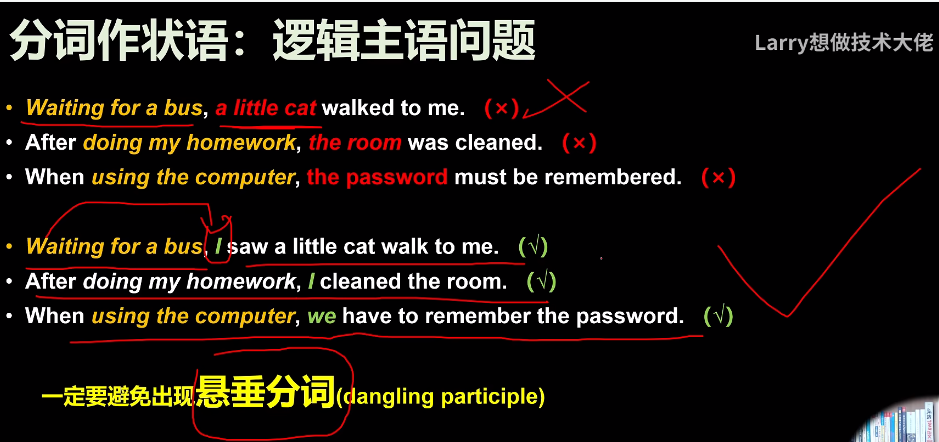 分词作状语：逻辑主语问题
Larry想做技术大佬
• Waiting for a bus, a little cat walked to me. (×)
• After doing my homework, the room was cleaned. (×)
• When using the computer, the password must be remembered. (×)
• Waiting for a bus, I saw a little cat walk to me. (√)
• After doing my homework, I cleaned the room. (√)
• When using the computer, we have to remember the password. (√)
一定要避免出现悬垂分词(dangling participle)